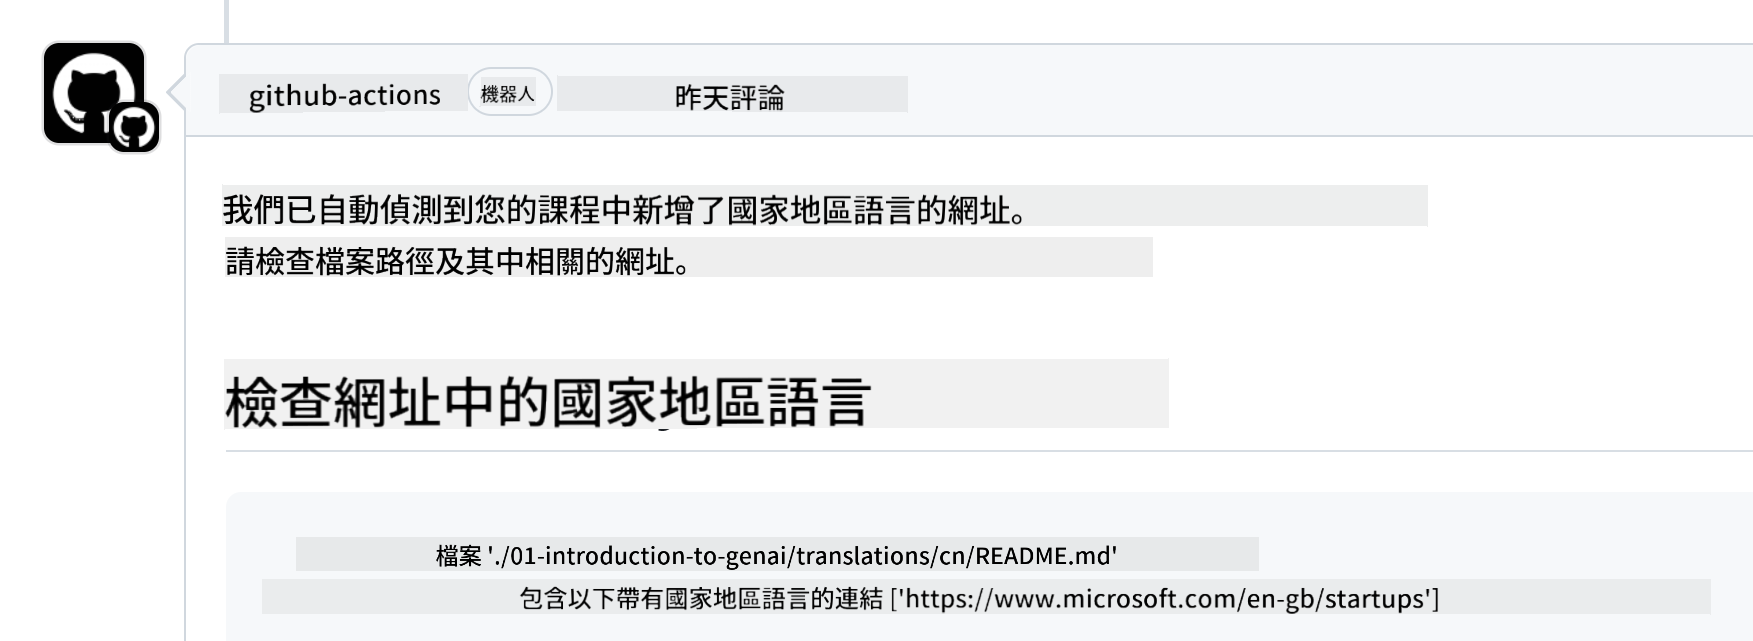 github-actions 機器人 昨天評論
我們已自動偵測到您的課程中新增了國家地區語言的網址。
請檢查檔案路徑及其中相關的網址。
檢查網址中的國家地區語言
檔案 './01-introduction-to-genai/translations/cn/README.md'
包含以下帶有國家地區語言的連結 ['https://www.microsoft.com/en-gb/startups']